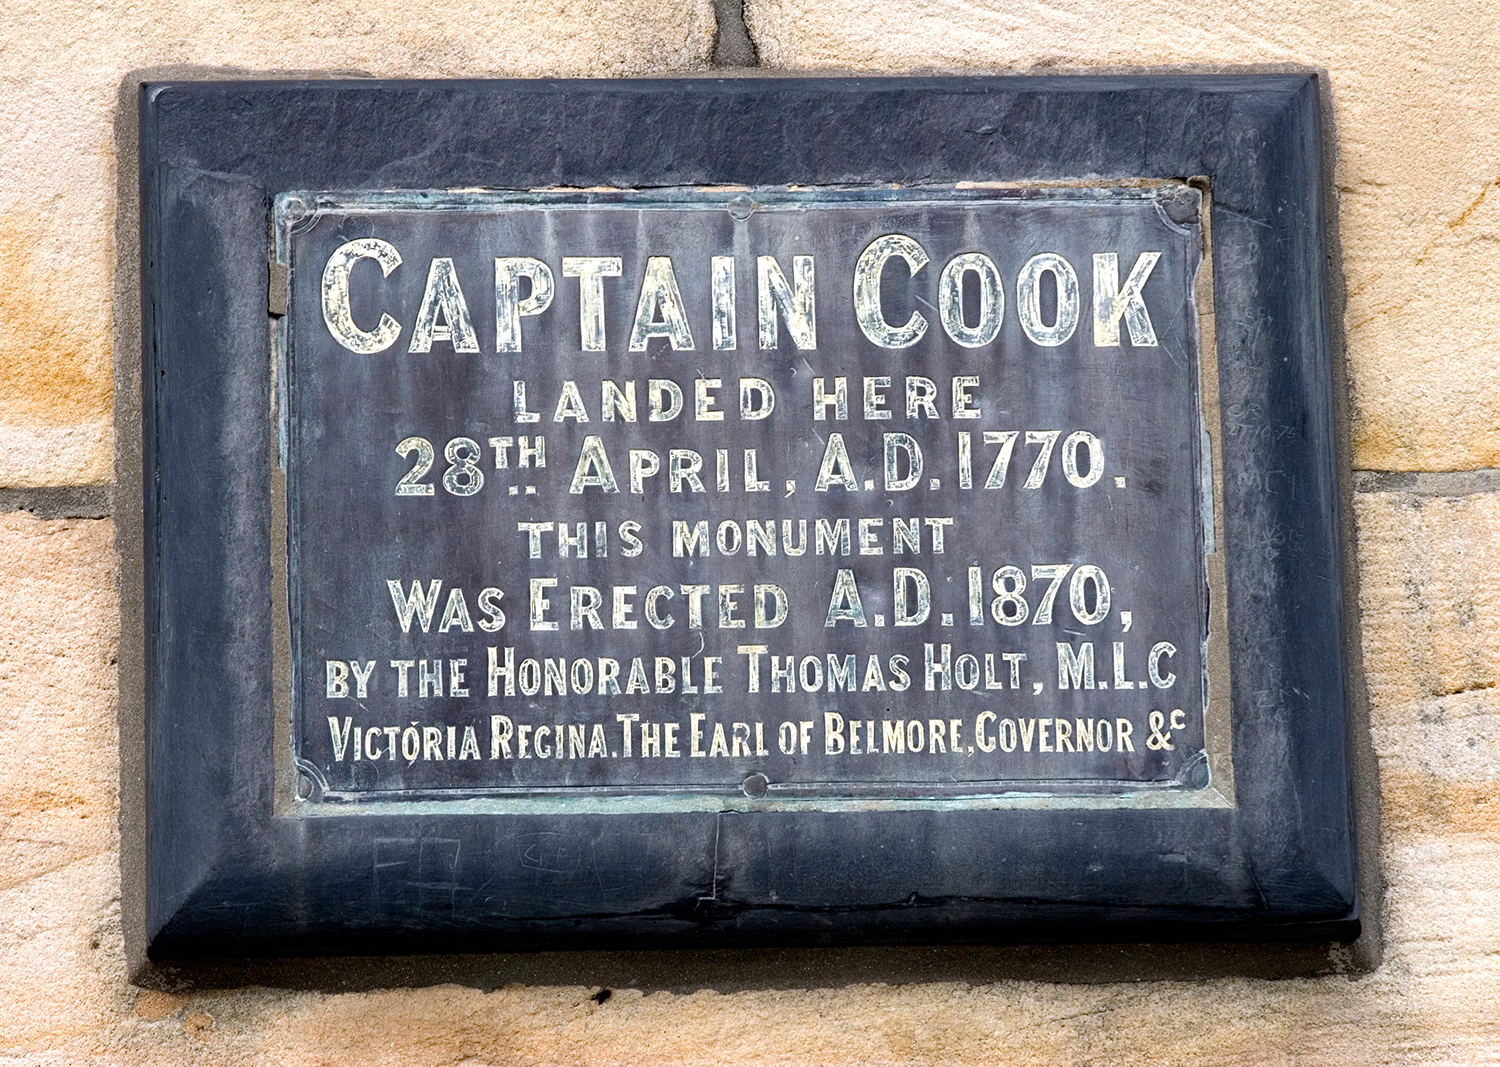 CAPTAIN COOK
LANDED HERE
28TH APRIL, A.D. 1770.
THIS MONUMENT
WAS ERECTED A.D. 1870,
BY THE HONORABLE THOMAS HOLT, M.L.C
VICTORIA REGINA. THE EARL OF BELMORE, GOVERNOR &c